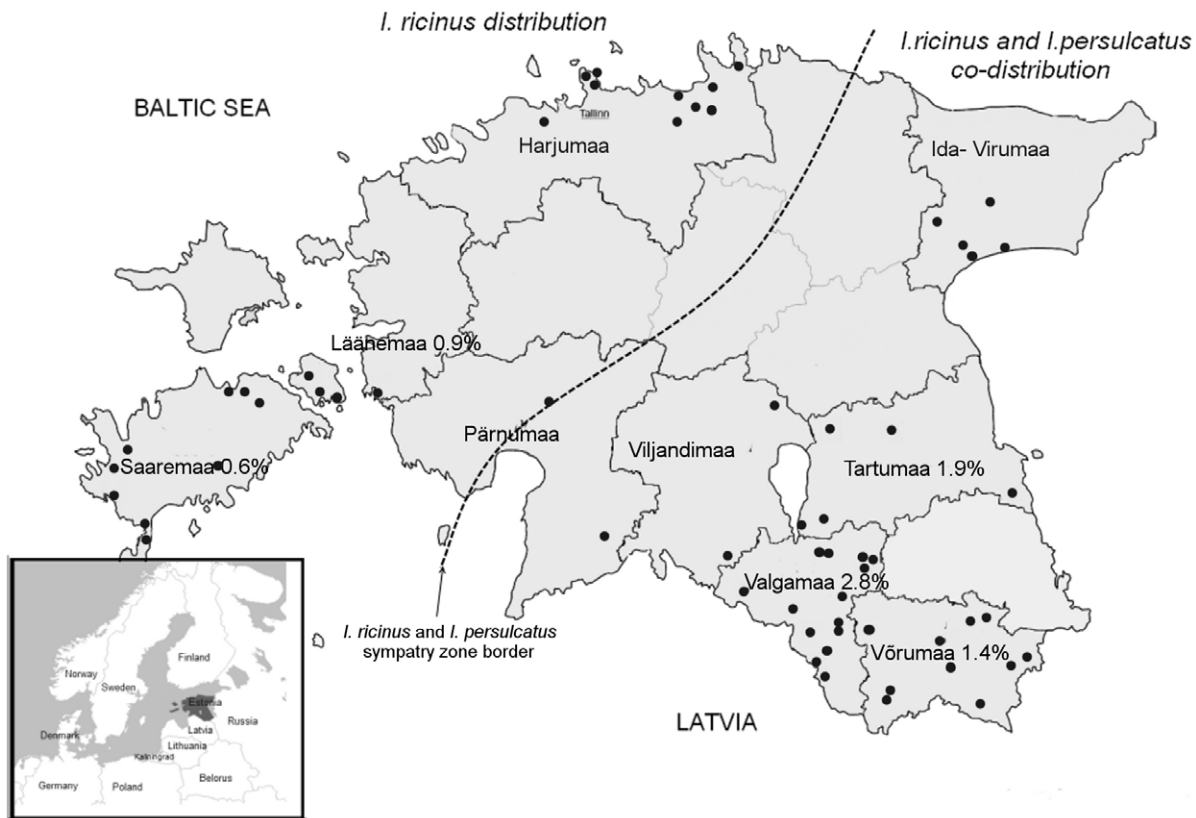 I. ricinus distribution
I.ricinus and I.persulcatus
co-distribution
BALTIC SEA
Tallinn
Harjumaa
Ida- Virumaa
Läähemaa 0.9%
Pärnumaa
Viljandimaa
Saaremaa 0.6%
Tartumaa 1.9%
Valgamaa 2.8%
Võrumaa 1.4%
I. ricinus and I. persulcatus
sympatry zone border
LATVIA
Norway
Finland
Sweden
Estonia
Russia
Denmark
Latvia
Lithuania
Kaliningrad
Germany
Poland
Belorus